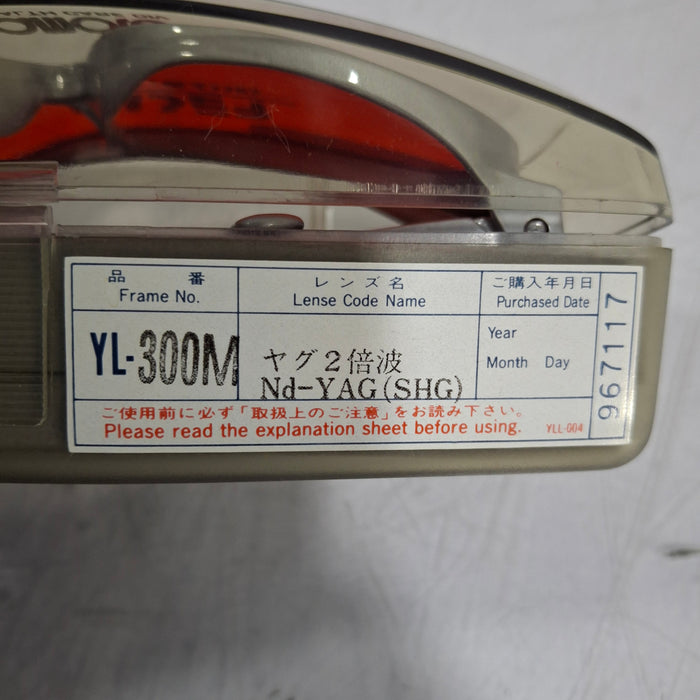 品番
Frame No.
レンズ名
Lense Code Name
ご購入年月日
Purchased Date
YL-300M
ヤグ2倍波
Nd-YAG(SHG)
Year
Month Day
967117
ご使用前に必ず「取扱上のご注意」をお読み下さい。
Please read the explanation sheet before using.
YLL-004